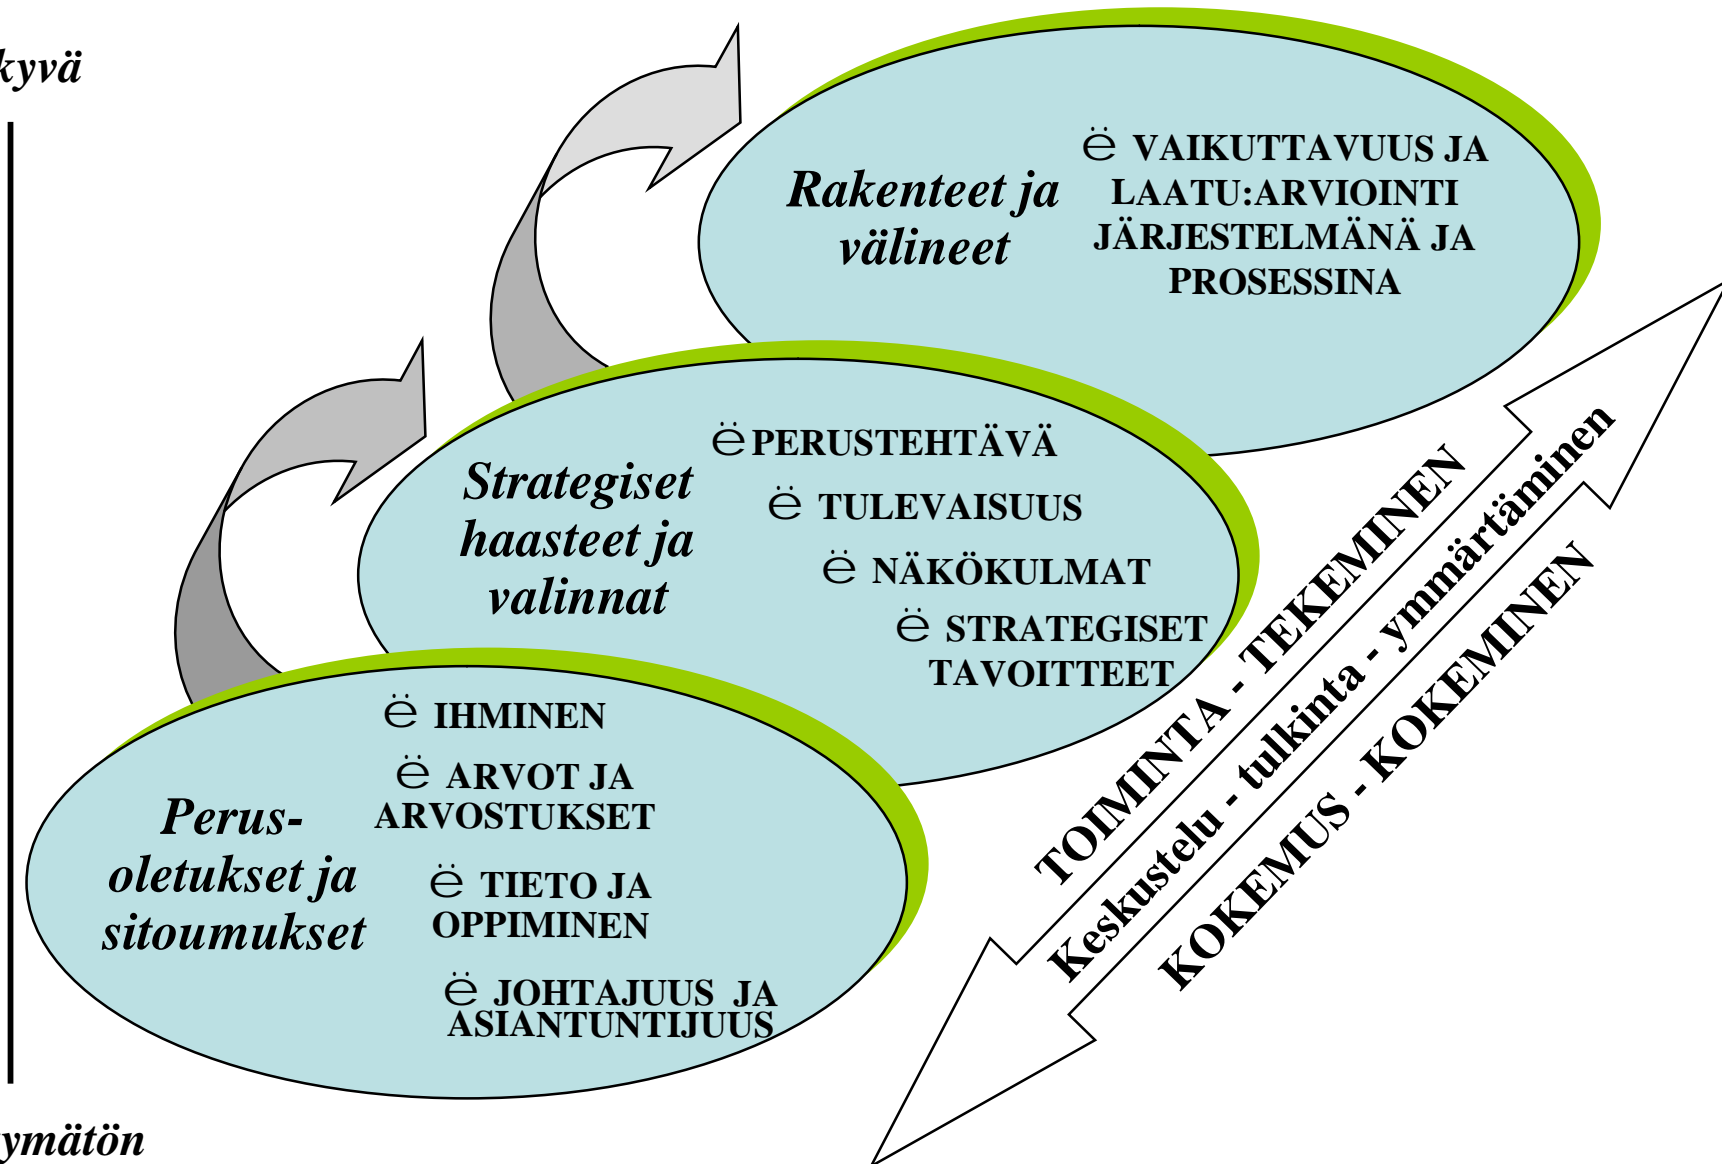 kyvä
Rakenteet ja
välineet
ë VAIKUTTAVUUS JA
LAATU:ARVIOINTI
JÄRJESTELMÄNÄ JA
PROSESSINA
Strategiset
haasteet ja
valinnat
ë PERUSTEHTÄVÄ
ë TULEVAISUUS
ë NÄKÖKULMAT
ë STRATEGISET
TAVOITTEET
Perus-
oletukset ja
sitoumukset
ë IHMINEN
ë ARVOT JA
ARVOSTUKSET
ë TIETO JA
OPPIMINEN
ë JOHTAJUUS JA
ASIANTUNTIJUUS
TOIMINTA - TEKEMINEN
Keskustelu - tulkinta - ymmärtäminen
KOKEMUS - KOKEMINEN
ymätön